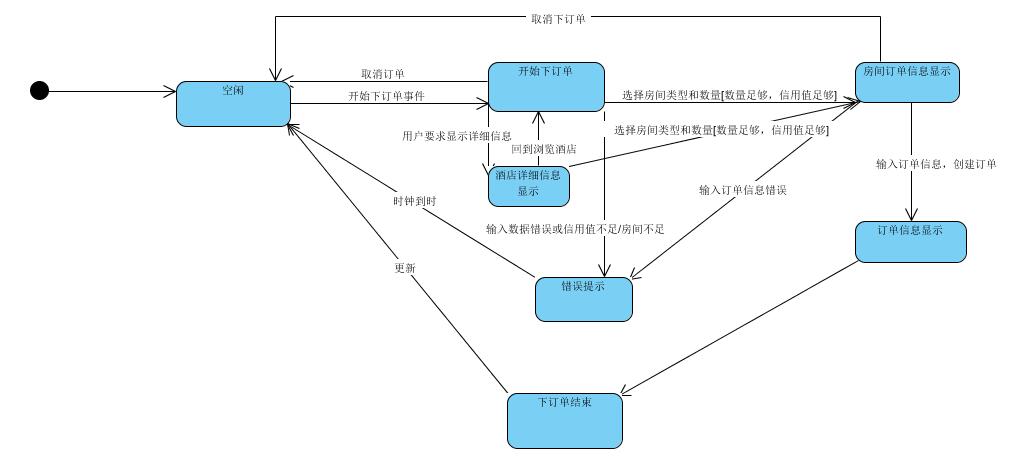 取消下订单
开始下订单
房间订单信息显示
取消订单
空闲
开始下订单事件
选择房间类型和数量[数量足够，信用值足够]
选择房间类型和数量[数量足够，信用值足够]
用户要求显示详细信息
回到浏览酒店
输入订单信息，创建订单
酒店详细信息
显示
输入订单信息错误
时钟到时
输入数据错误或信用值不足/房间不足
订单信息显示
更新
错误提示
下订单结束